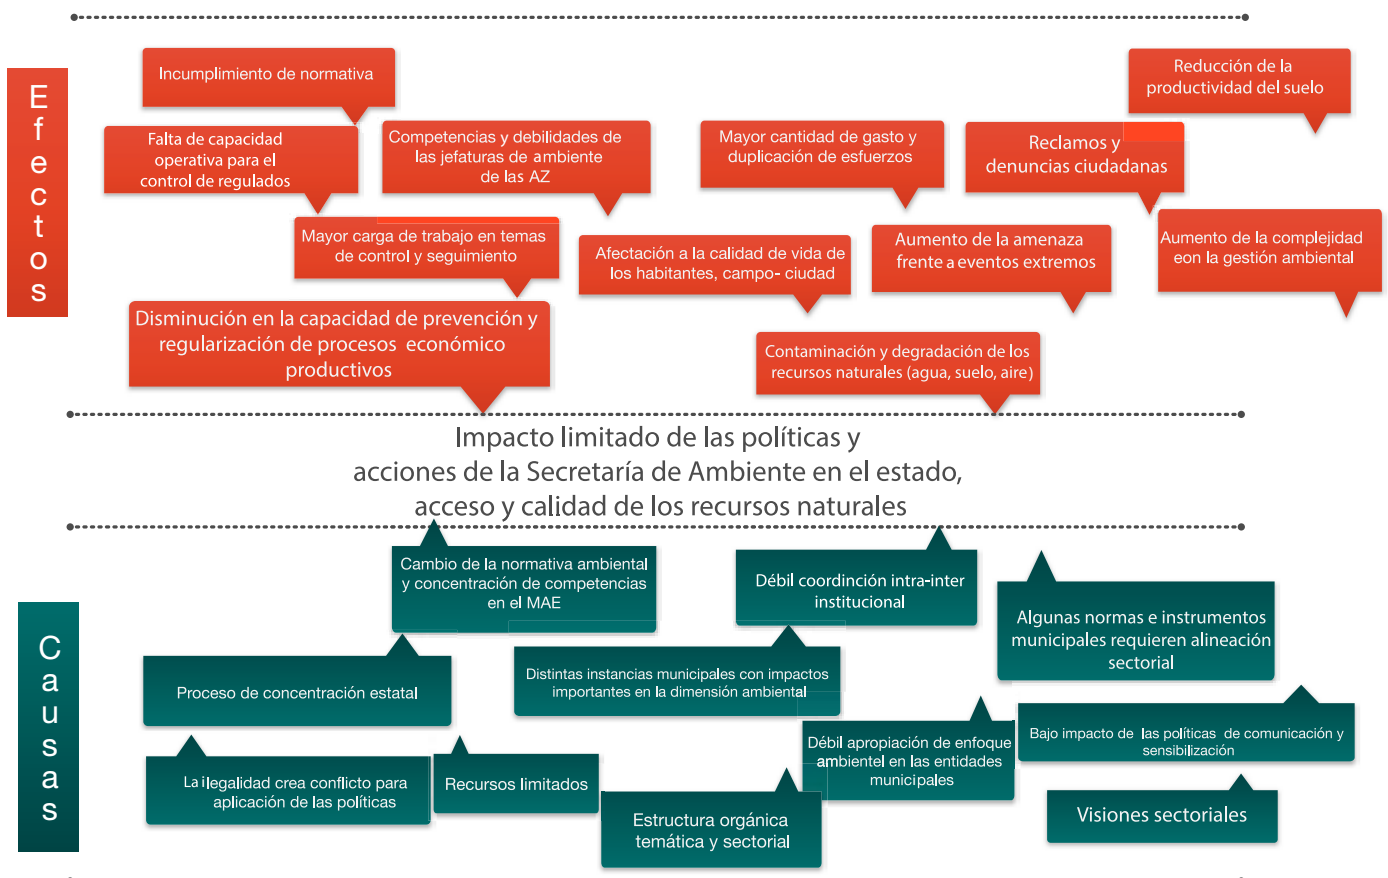 Efectos
Incumplimiento de normativa
Reducción de la
productividad del suelo
Falta de capacidad
operativa para el
control de regulados
Competencias y debilidades de
las jefaturas de ambiente
de las AZ
Mayor cantidad de gasto y
duplicación de esfuerzos
Reclamos y
denuncias ciudadanas
Mayor carga de trabajo en temas
de control y seguimiento
Afectación a la calidad de vida de
los habitantes, campo- ciudad
Aumento de la amenaza
frente a eventos extremos
Aumento de la complejidad
eon la gestión ambiental
Disminución en la capacidad de prevención y
regularización de procesos económico
productivos
Contaminación y degradación de los
recursos naturales (agua, suelo, aire)
Impacto limitado de las políticas y
acciones de la Secretaría de Ambiente en el estado,
acceso y calidad de los recursos naturales
Causas
Cambio de la normativa ambiental
y concentración de competencias
en el MAE
Débil coordinción intra-inter
institucional
Algunas normas e instrumentos
municipales requieren alineación
sectorial
Proceso de concentración estatal
Distintas instancias municipales con impactos
importantes en la dimensión ambiental
Débil apropiación de enfoque
ambientel en las entidades
municipales
Bajo impacto de las políticas de comunicación y
sensibilización
La ilegalidad crea conflicto para
aplicación de las políticas
Recursos limitados
Estructura orgánica
temática y sectorial
Visiones sectoriales